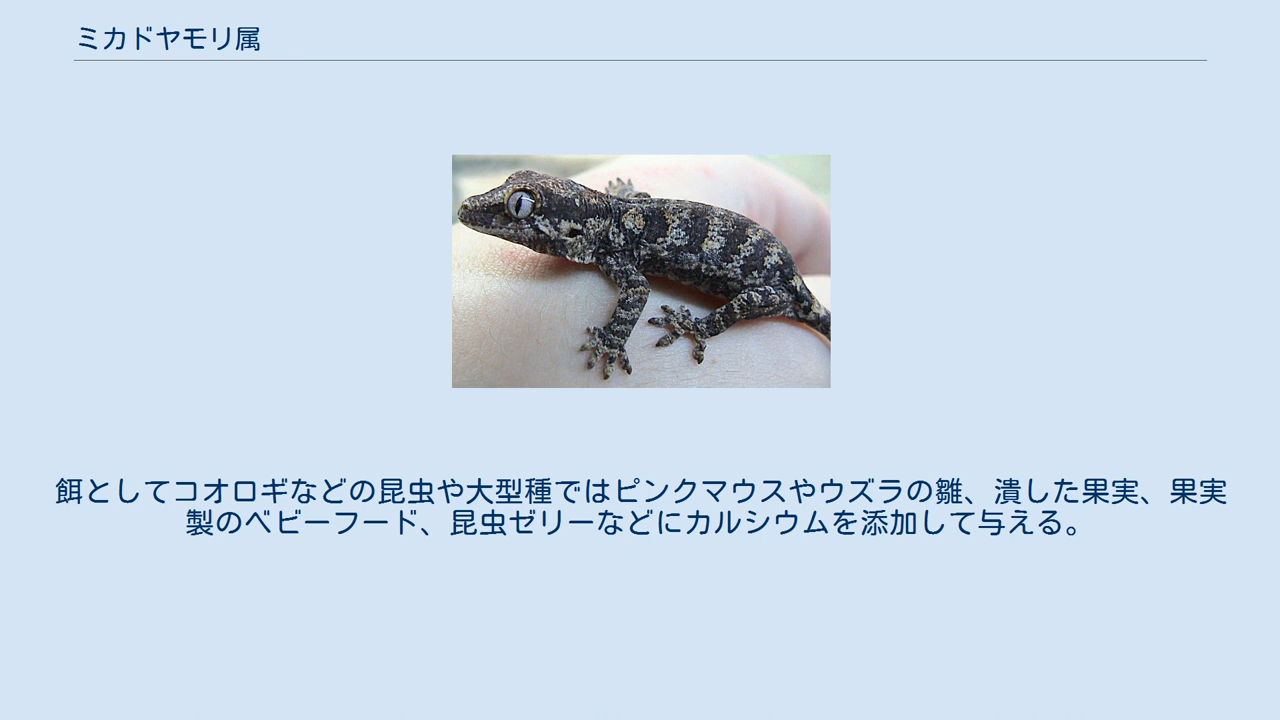 ミカドヤモリ属
餌としてコオロギなどの昆虫や大型種ではピンクマウスやウズラの雛、潰した果実、果実
製のベビーフード、昆虫ゼリーなどにカルシウムを添加して与える。